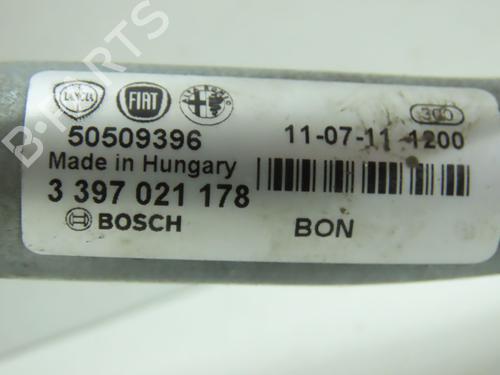 B-PARTS
LANCIA FIAT ALFA ROMEO 300
50509396 11-07-11 1200
Made in Hungary
3 397 021 178
BOSCH BON